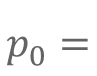 p₀ =